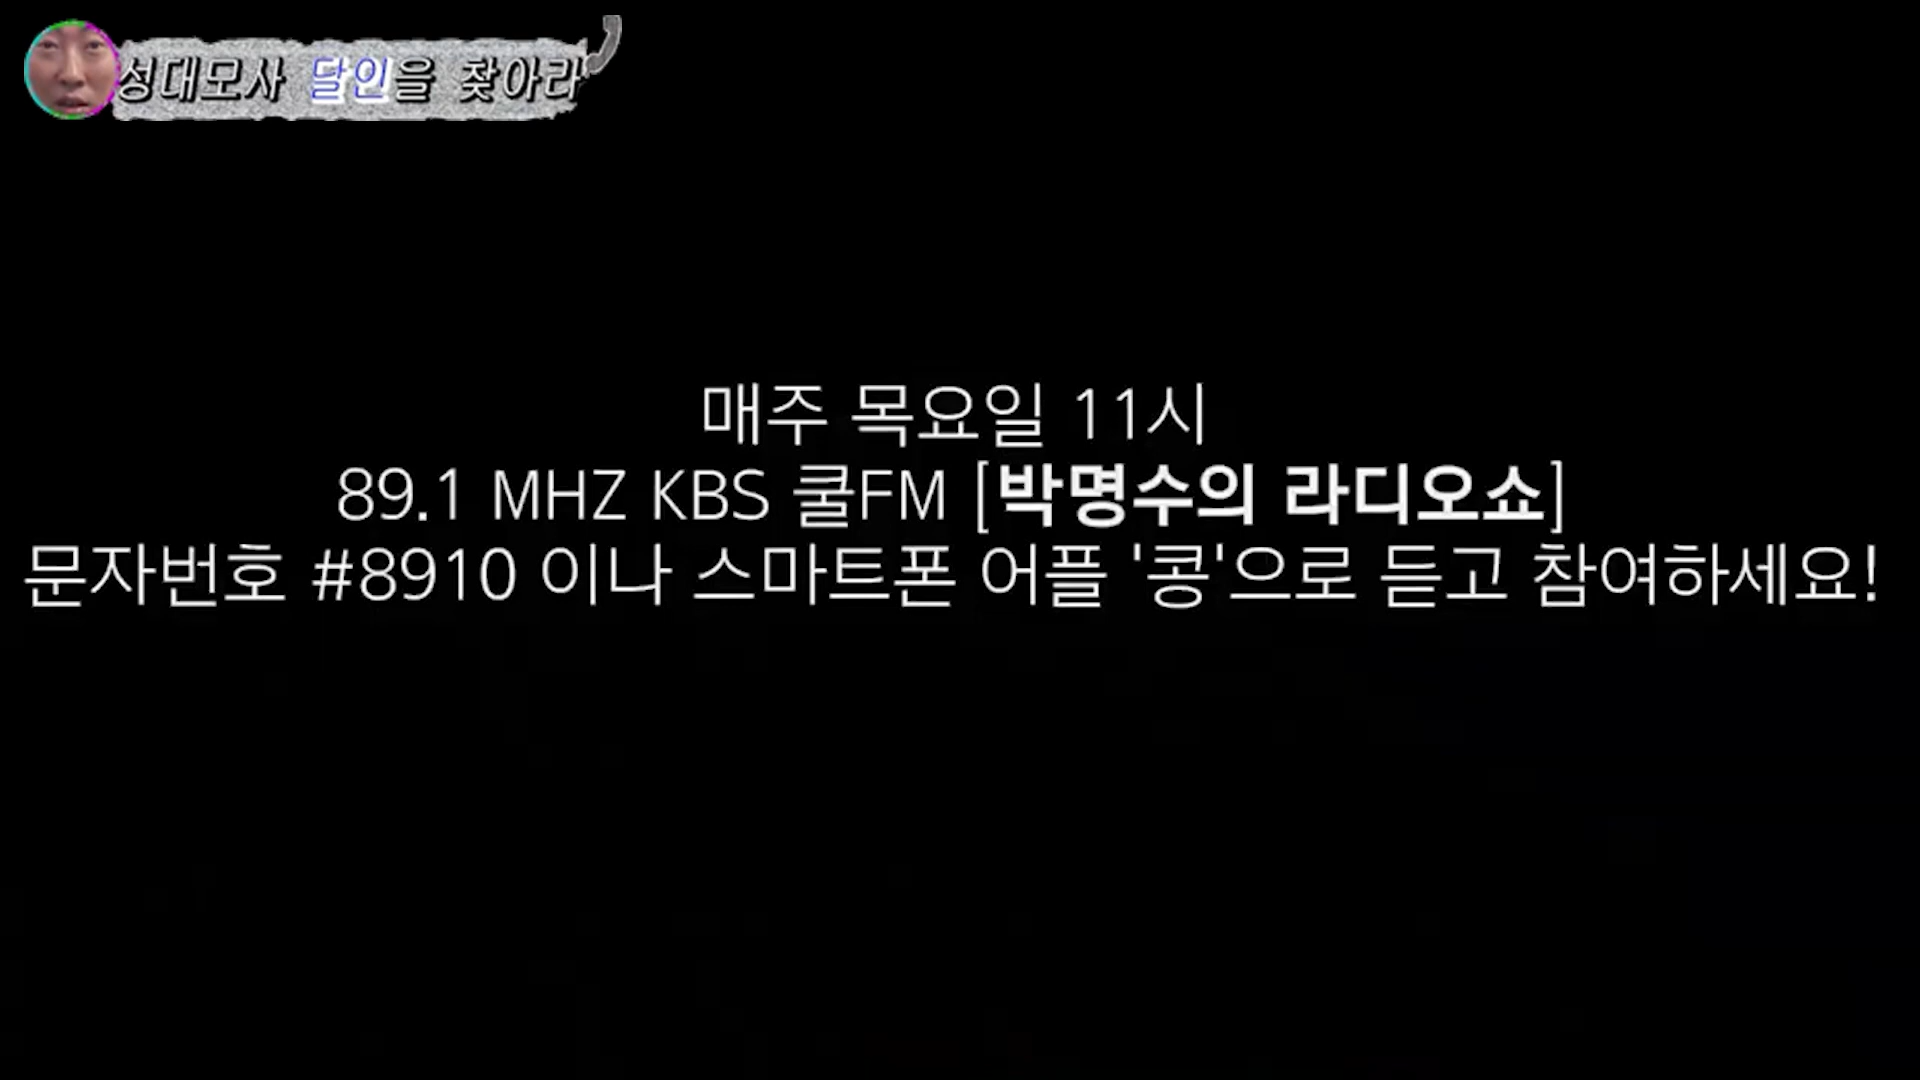 성대모사 달인을 찾아라
매주 목요일 11시
89.1 MHZ KBS 쿨FM [박명수의 라디오쇼]
문자번호 #8910 이나 스마트폰 어플 '콩'으로 듣고 참여하세요!